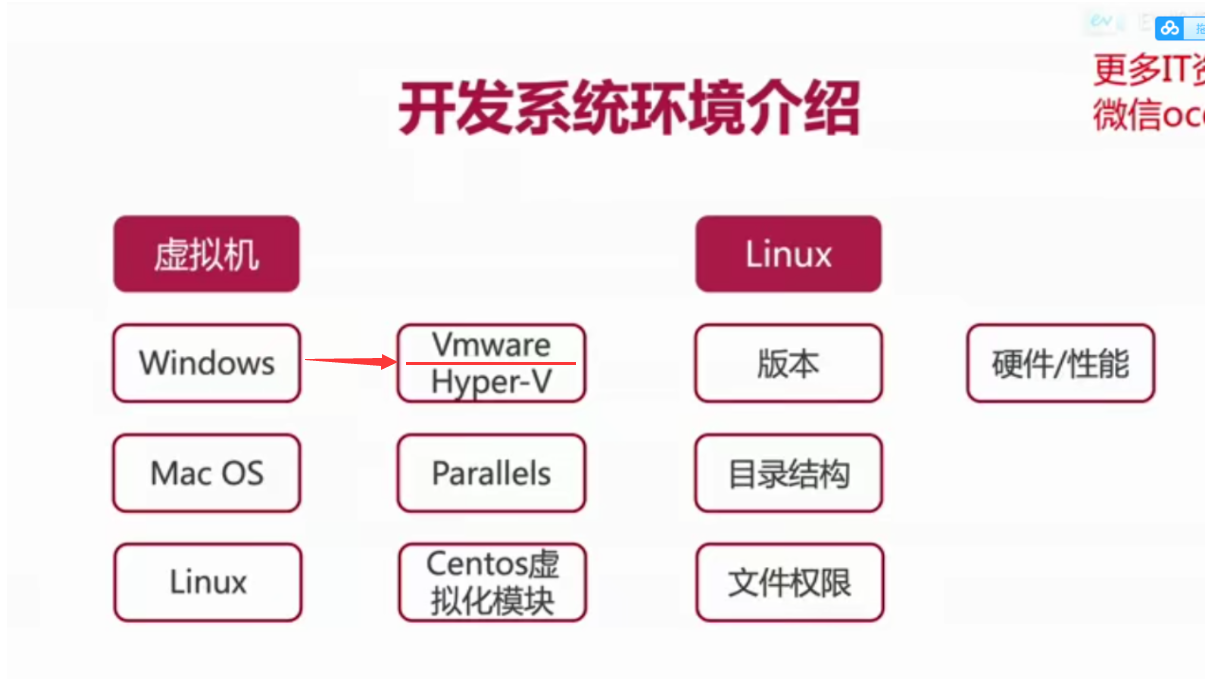 更多IT
微信oc
开发系统环境介绍
虚拟机
Linux
Windows
Vmware
Hyper-V
版本
硬件/性能
Mac OS
Parallels
目录结构
Linux
Centos虚
拟化模块
文件权限